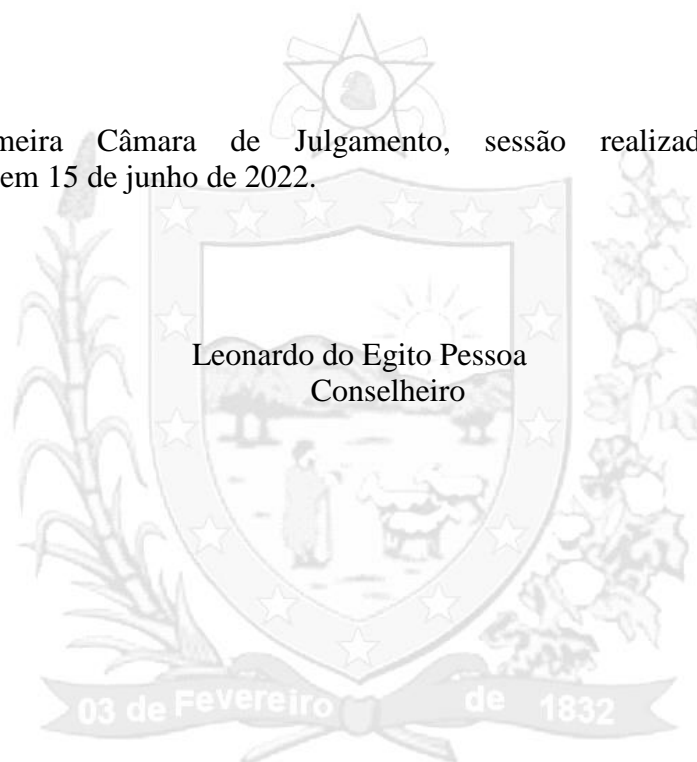 meira Câmara de Julgamento, sessão realizad
em 15 de junho de 2022.
Leonardo do Egito Pessoa
Conselheiro
03 de Fevereiro de 1832